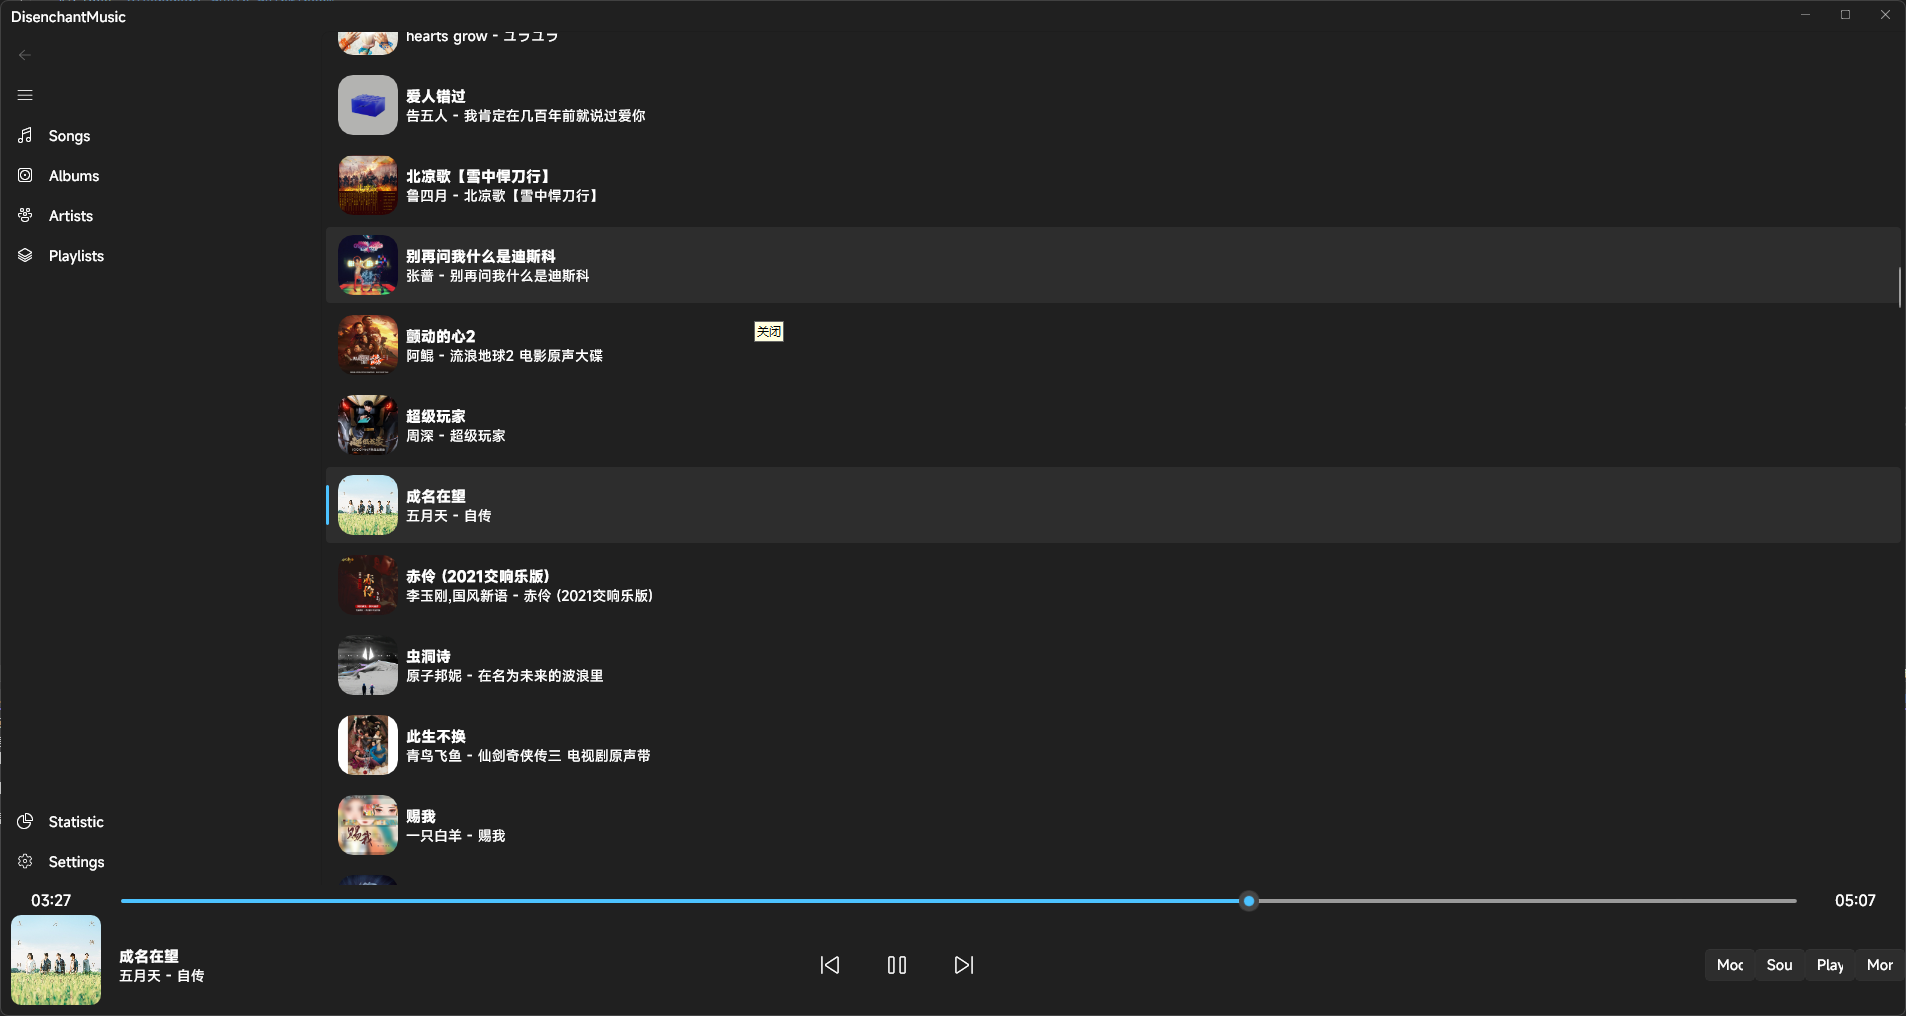 DisenchantMusic
Songs
Albums
Artists
Playlists
hearts grow - ユラユラ
爱人错过
告五人 - 我肯定在几百年前就说过爱你
北凉歌【雪中悍刀行】
鲁四月 - 北凉歌【雪中悍刀行】
别再问我什么是迪斯科
张蔷 - 别再问我什么是迪斯科
关闭
颤动的心2
阿鲲 - 流浪地球2 电影原声大碟
超级玩家
周深 - 超级玩家
成名在望
五月天 - 自传
赤伶 (2021交响乐版)
李玉刚,国风新语 - 赤伶 (2021交响乐版)
虫洞诗
原子邦妮 - 在名为未来的波浪里
此生不换
青鸟飞鱼 - 仙剑奇侠传三 电视剧原声带
赐我
一只白羊 - 赐我
Statistic
Settings
03:27
05:07
成名在望
五月天 - 自传
Moc
Sou
Play
Mor